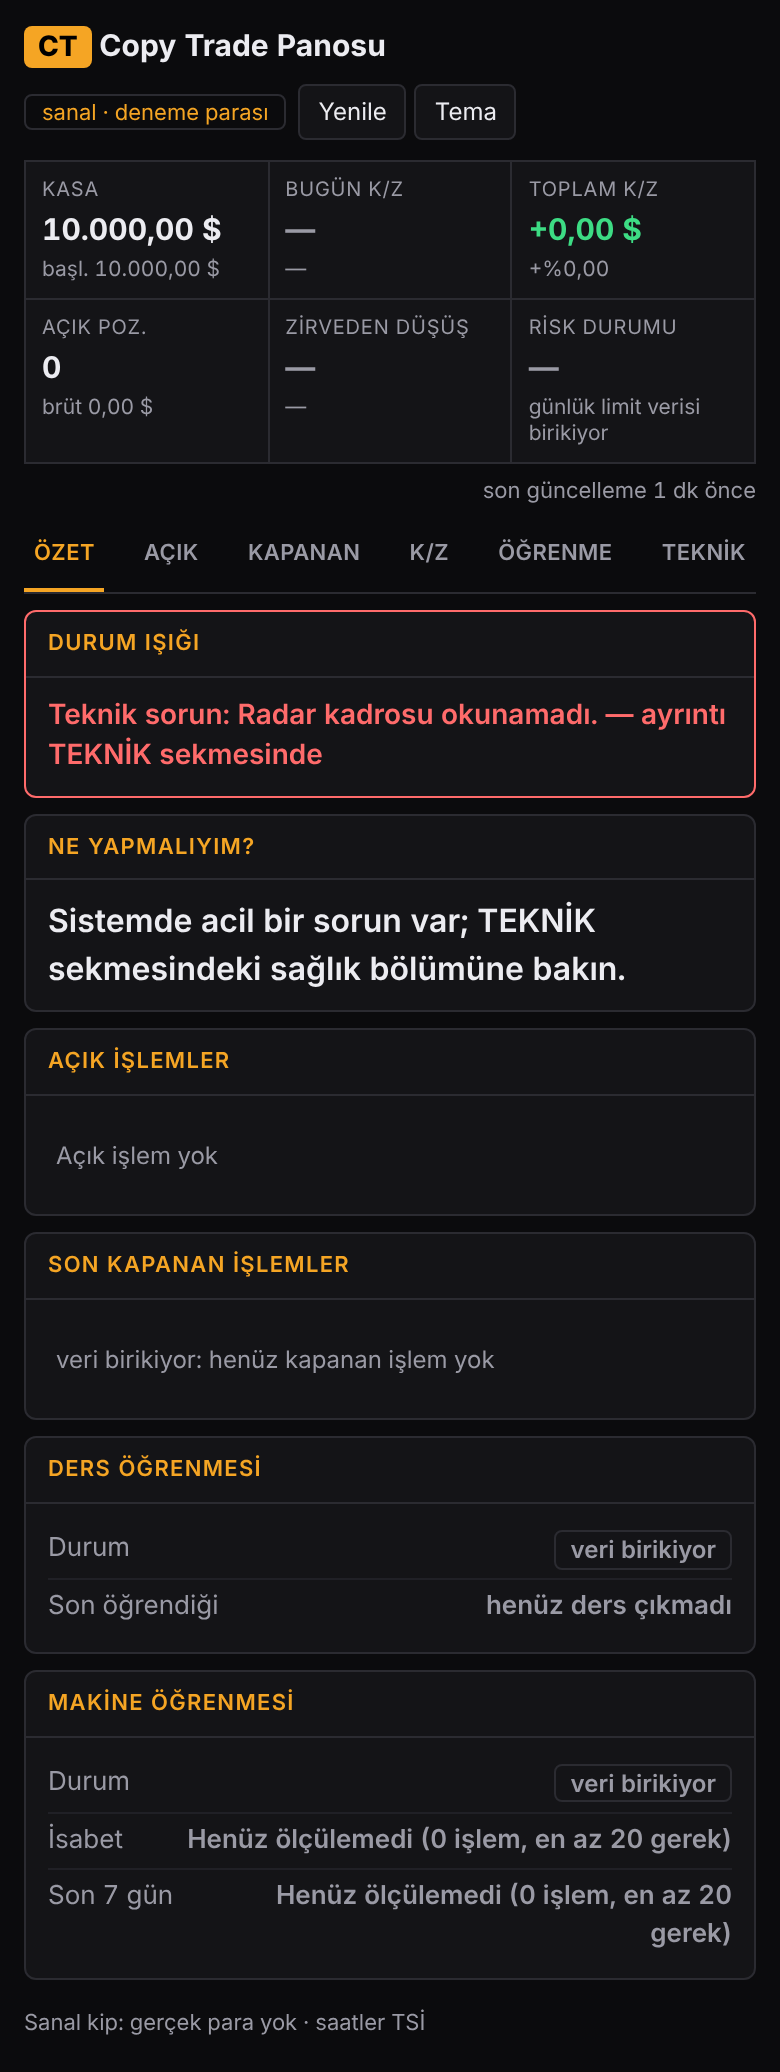 CT Copy Trade Panosu
sanal · deneme parası Yenile Tema
KASA
10.000,00 $
başl. 10.000,00 $
BUGÜN K/Z
—
—
TOPLAM K/Z
+0,00 $
+%0,00
AÇIK POZ.
0
brüt 0,00 $
ZİRVEDEN DÜŞÜŞ
—
—
RİSK DURUMU
—
günlük limit verisi
birikiyor
son güncelleme 1 dk önce
ÖZET AÇIK KAPANAN K/Z ÖĞRENME TEKNİK
DURUM IŞIĞI
Teknik sorun: Radar kadrosu okunamadı. — ayrıntı
TEKNİK sekmesinde
NE YAPMALIYIM?
Sistemde acil bir sorun var; TEKNİK
sekmesindeki sağlık bölümüne bakın.
AÇIK İŞLEMLER
Açık işlem yok
SON KAPANAN İŞLEMLER
veri birikiyor: henüz kapanan işlem yok
DERS ÖĞRENMESİ
Durum veri birikiyor
Son öğrendiği henüz ders çıkmadı
MAKİNE ÖĞRENMESİ
Durum veri birikiyor
İsabet Henüz ölçülemedi (0 işlem, en az 20 gerek)
Son 7 gün Henüz ölçülemedi (0 işlem, en az 20
gerek)
Sanal kip: gerçek para yok · saatler TSİ